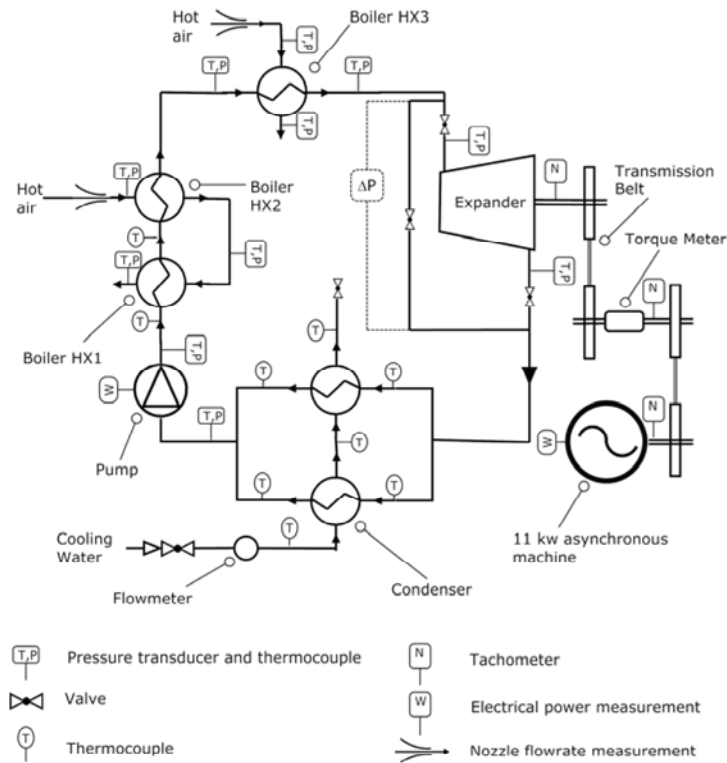 Hot
air
Boiler HX3
T,P
T,P
T,P
T,P
Hot
air
T,P
Boiler
HX2
T,P
ΔP
Expander
N
Transmission
Belt
Torque Meter
T
T,P
T,P
T,P
N
T
T
Boiler HX1
T,P
W
T
T
T,P
T
N
W
Pump
T
T
Cooling
Water
T
Flowmeter
Condenser
11 kw asynchronous
machine
T,P Pressure transducer and thermocouple
N Tachometer
Valve
W Electrical power measurement
T Thermocouple
Nozzle flowrate measurement